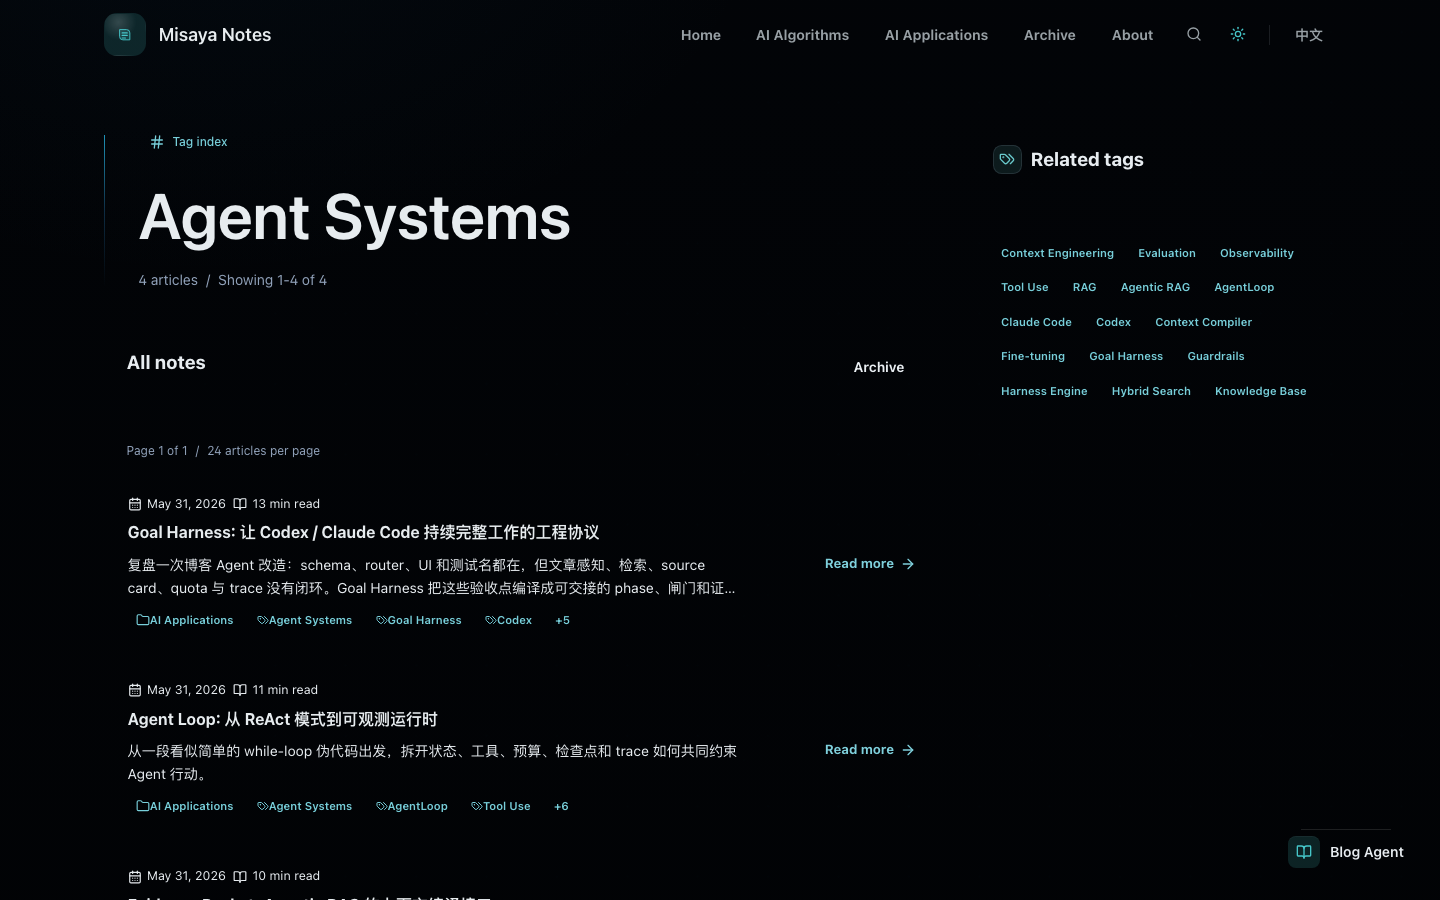 Misaya Notes
Home AI Algorithms AI Applications Archive About 中文
Tag index
Agent Systems
4 articles / Showing 1-4 of 4
All notes
Archive
Page 1 of 1 / 24 articles per page
May 31, 2026 13 min read
Goal Harness: 让 Codex / Claude Code 持续完整工作的工程协议
复盘一次博客 Agent 改造：schema、router、UI 和测试名都在，但文章感知、检索、source
card、quota 与 trace 没有闭环。Goal Harness 把这些验收点编译成可交接的 phase、闸门和证...
Read more
AI Applications Agent Systems Goal Harness Codex +5
May 31, 2026 11 min read
Agent Loop: 从 ReAct 模式到可观测运行时
从一段看似简单的 while-loop 伪代码出发，拆开状态、工具、预算、检查点和 trace 如何共同约束
Agent 行动。
Read more
AI Applications Agent Systems AgentLoop Tool Use +6
May 31, 2026 10 min read
Related tags
Context Engineering Evaluation Observability
Tool Use RAG Agentic RAG AgentLoop
Claude Code Codex Context Compiler
Fine-tuning Goal Harness Guardrails
Harness Engine Hybrid Search Knowledge Base
Blog Agent